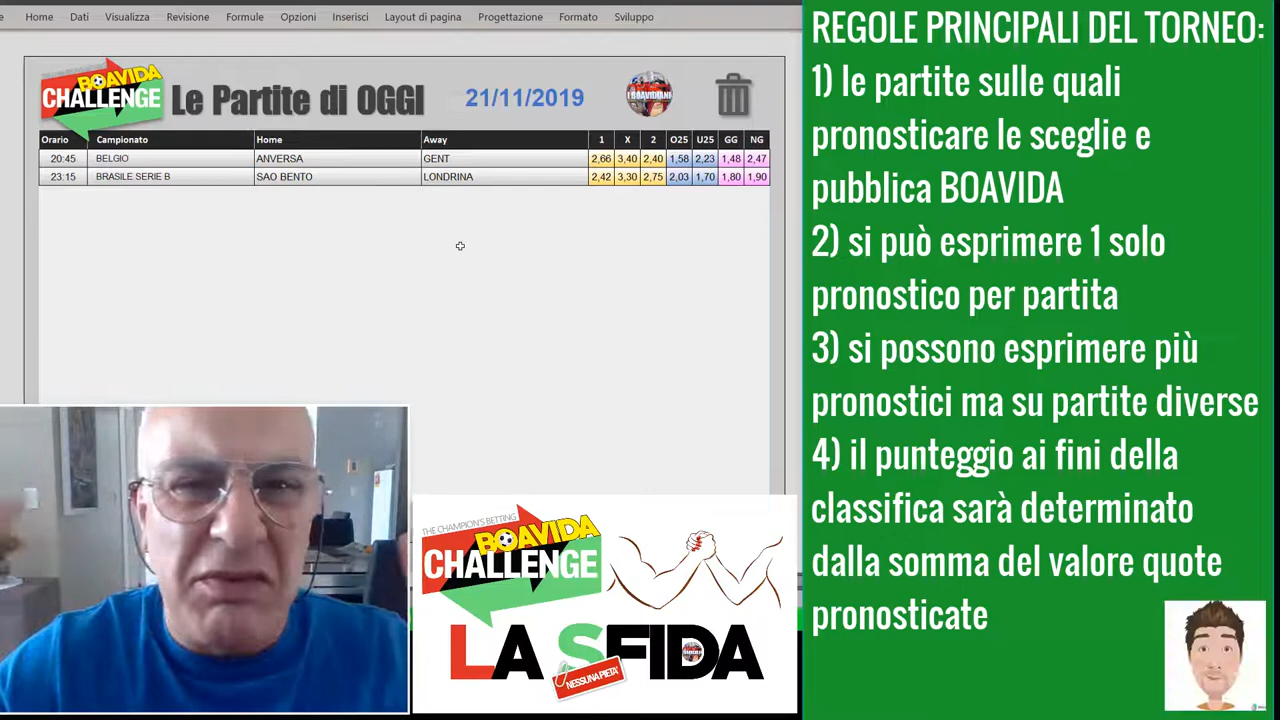 Home Dati Visualizza Revisione Formule Opzioni Inserisci Layout di pagina Progettazione Formato Sviluppo
BOAVIDA
CHALLENGE
Le Partite di OGGI
21/11/2019
I BOAVIDIANI
Orario Campionato Home Away 1 X 2 O25 U25 GG NG
20:45 BELGIO ANVERSA GENT 2,66 3,40 2,40 1,58 2,23 1,48 2,47
23:15 BRASILE SERIE B SAO BENTO LONDRINA 2,42 3,30 2,75 2,03 1,70 1,80 1,90
THE CHAMPION'S BETTING
BOAVIDA
CHALLENGE
LA SFIDA
NESSUNA PIETA'
REGOLE PRINCIPALI DEL TORNEO:
1) le partite sulle quali
pronosticare le sceglie e
pubblica BOAVIDA
2) si può esprimere 1 solo
pronostico per partita
3) si possono esprimere più
pronostici ma su partite diverse
4) il punteggio ai fini della
classifica sarà determinato
dalla somma del valore quote
pronosticate